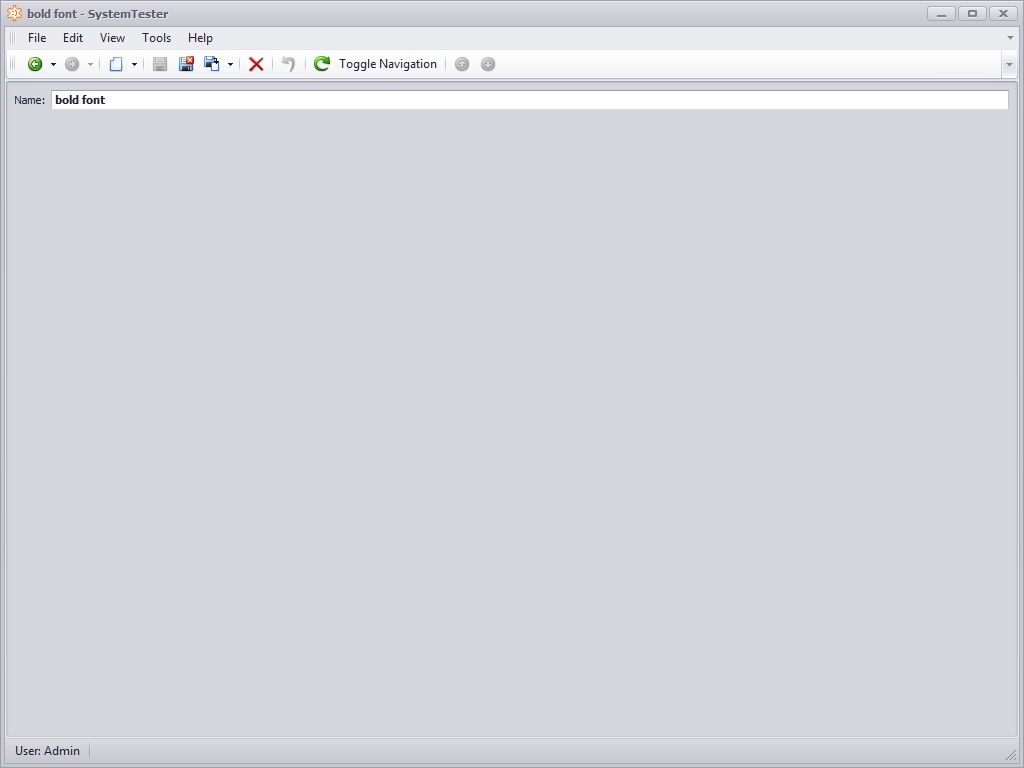 bold font - SystemTester
File Edit View Tools Help
Toggle Navigation
Name: bold font
User: Admin